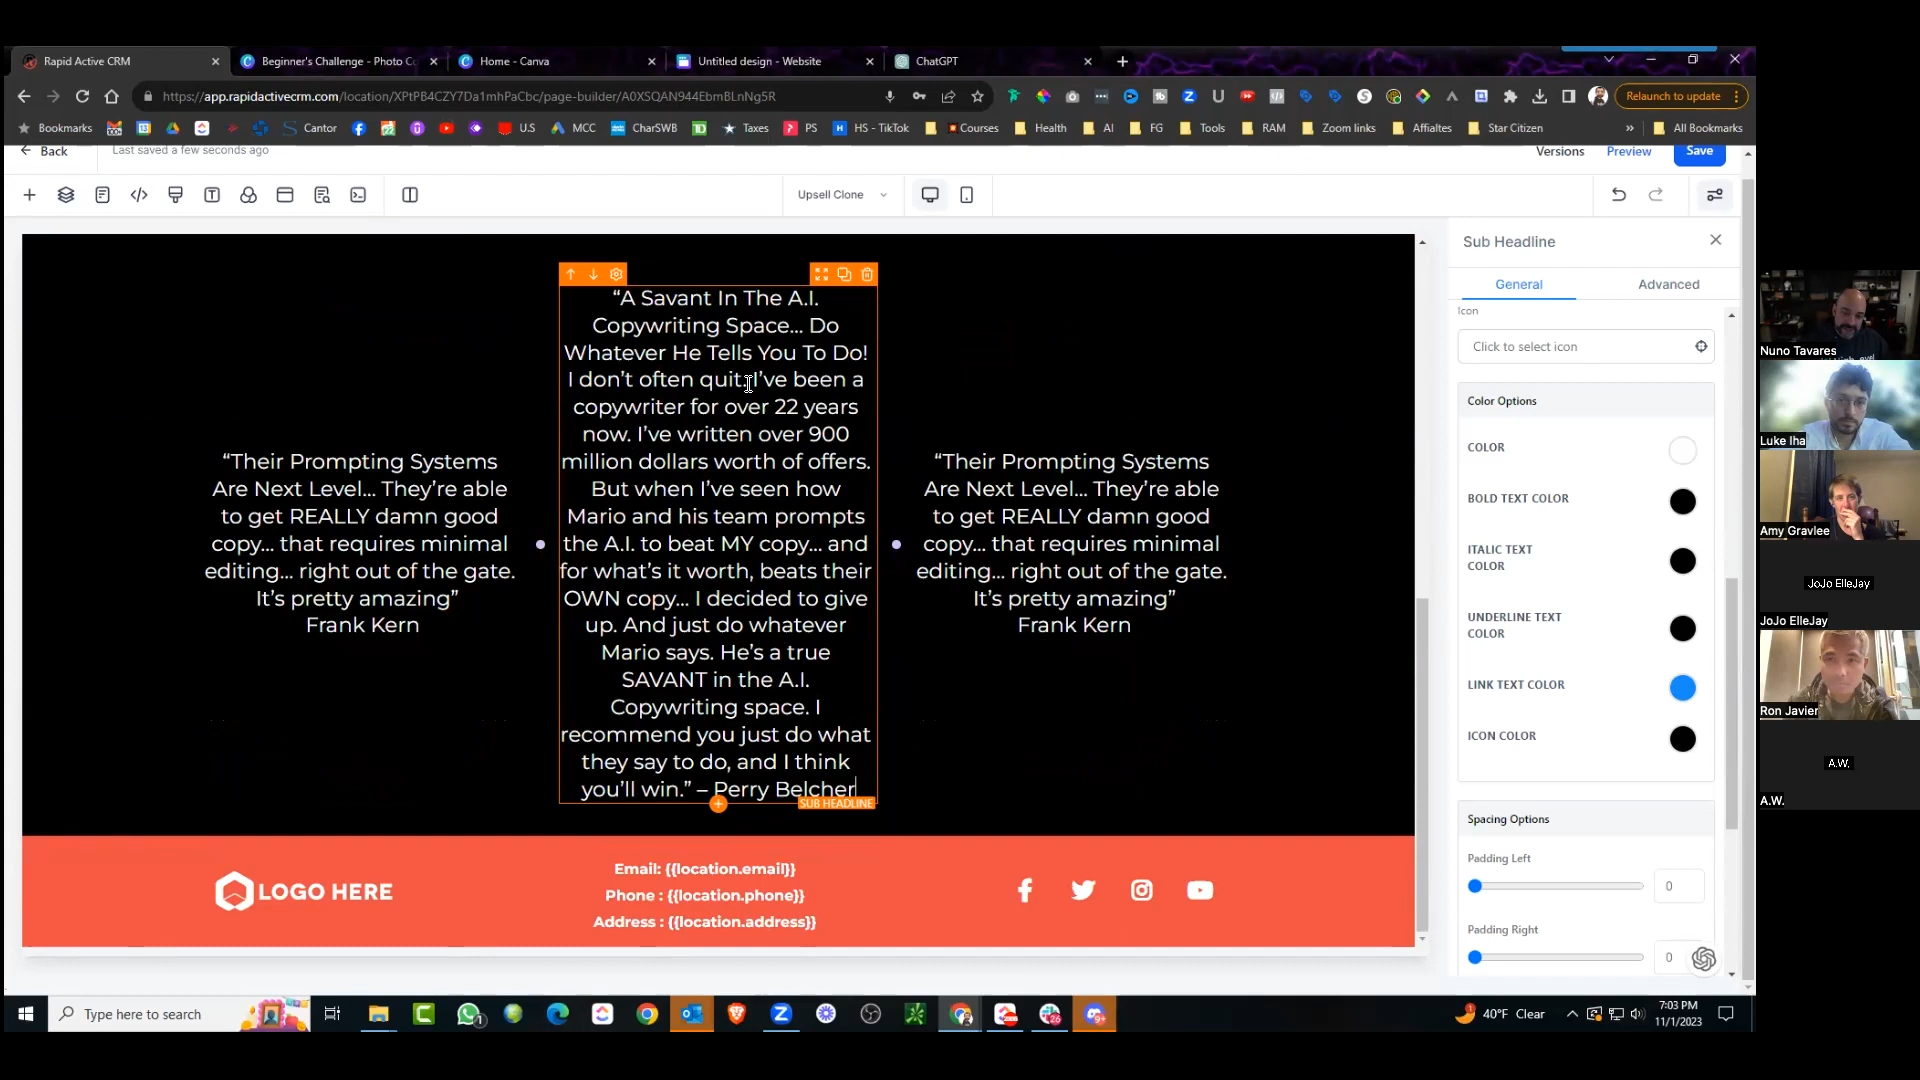 Rapid Active CRM
Beginner's Challenge - Photo Co
Home - Canva
Untitled design - Website
ChatGPT
https://app.rapidactivecrm.com/location/XPtPB4CZY7Da1mhPaCbc/page-builder/A0XSQAN944EbmBLnNg5R
Relaunch to update
Bookmarks
Cantor
U.S
MCC
CharSWB
Taxes
PS
HS - TikTok
Courses
Health
AI
FG
Tools
RAM
Zoom links
Affialtes
Star Citizen
»
All Bookmarks
Back
Last saved a few seconds ago
Versions
Preview
Save
Upsell Clone
“Their Prompting Systems
Are Next Level... They’re able
to get REALLY damn good
copy... that requires minimal
editing... right out of the gate.
It’s pretty amazing”
Frank Kern
“A Savant In The A.I.
Copywriting Space... Do
Whatever He Tells You To Do!
I don’t often quit. I’ve been a
copywriter for over 22 years
now. I’ve written over 900
million dollars worth of offers.
But when I’ve seen how
Mario and his team prompts
the A.I. to beat MY copy... and
for what’s it worth, beats their
OWN copy... I decided to give
up. And just do whatever
Mario says. He’s a true
SAVANT in the A.I.
Copywriting space. I
recommend you just do what
they say to do, and I think
you’ll win.” – Perry Belcher
SUB HEADLINE
“Their Prompting Systems
Are Next Level... They’re able
to get REALLY damn good
copy... that requires minimal
editing... right out of the gate.
It’s pretty amazing”
Frank Kern
LOGO HERE
Email: {{location.email}}
Phone : {{location.phone}}
Address : {{location.address}}
Sub Headline
General
Advanced
Icon
Click to select icon
Color Options
COLOR
BOLD TEXT COLOR
ITALIC TEXT
COLOR
UNDERLINE TEXT
COLOR
LINK TEXT COLOR
ICON COLOR
Spacing Options
Padding Left
0
Padding Right
0
Nuno Tavares
Luke Iha
Amy Gravlee
JoJo ElleJay
JoJo ElleJay
Ron Javier
A.W.
A.W.
Type here to search
40°F Clear
7:03 PM
11/1/2023